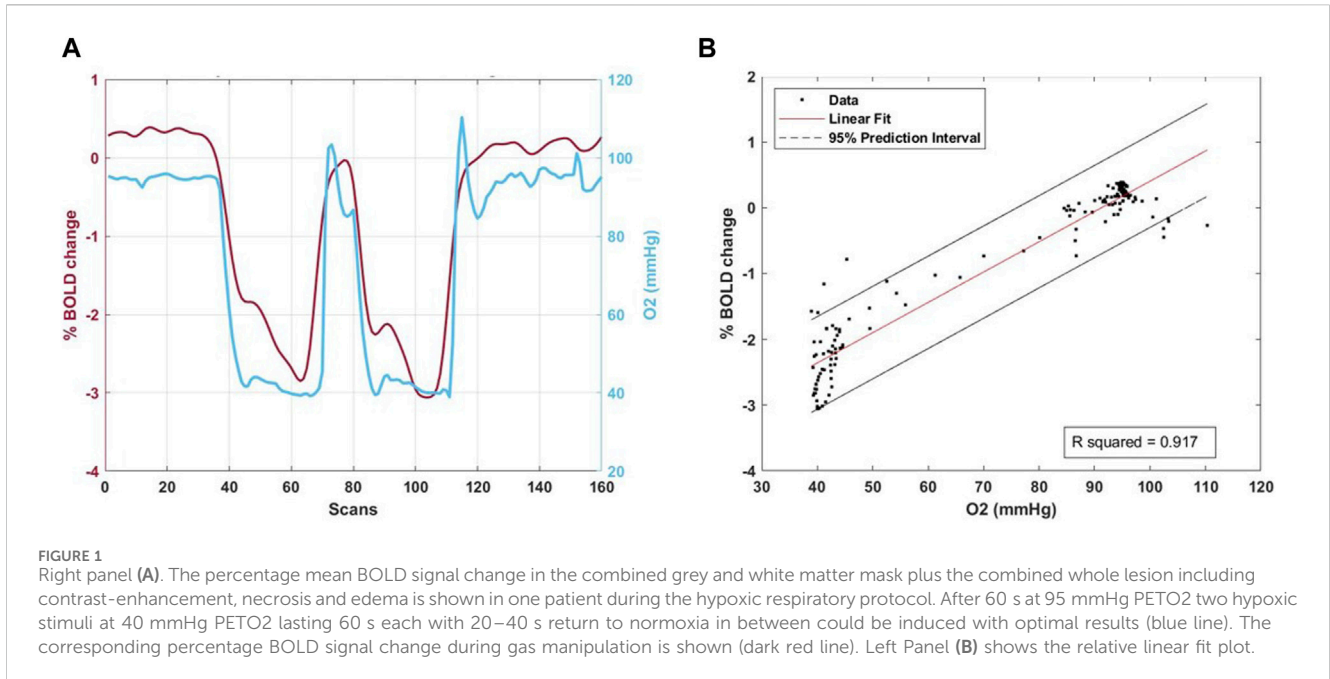 A
B
1
0
-1
-2
-3
-4
% BOLD change
120
100
80
60
40
20
O2 (mmHg)
0 20 40 60 80 100 120 140 160
Scans
2
1
0
-1
-2
-3
-4
% BOLD change
Data
Linear Fit
95% Prediction Interval
R squared = 0.917
30 40 50 60 70 80 90 100 110 120
O2 (mmHg)
FIGURE 1
Right panel (A). The percentage mean BOLD signal change in the combined grey and white matter mask plus the combined whole lesion including
contrast-enhancement, necrosis and edema is shown in one patient during the hypoxic respiratory protocol. After 60 s at 95 mmHg PETO2 two hypoxic
stimuli at 40 mmHg PETO2 lasting 60 s each with 20–40 s return to normoxia in between could be induced with optimal results (blue line). The
corresponding percentage BOLD signal change during gas manipulation is shown (dark red line). Left Panel (B) shows the relative linear fit plot.